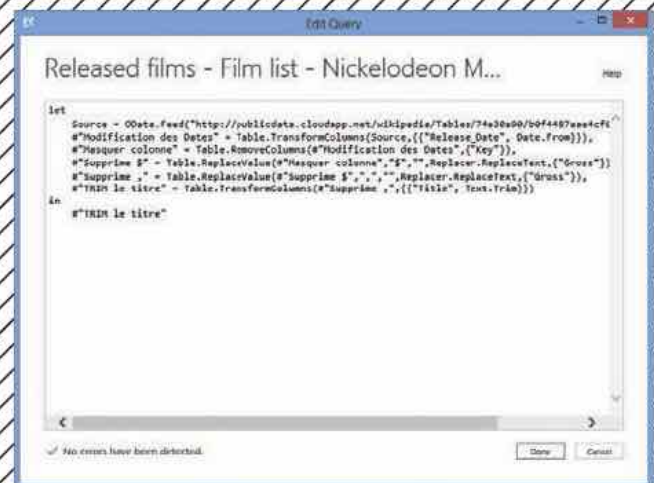 Edit Query
Released films - Film list - Nickelodeon M...
Help
let
Source = OData.Feed("http://publicdata.cloudapp.net/wikipedia/Tables/
#"Modification des Dates" = Table.TransformColumns(Source,{{"Release_Date", Date.From}}),
#"Masquer colonne" = Table.RemoveColumns(#"Modification des Dates",{"Key"}),
#"Supprime $" = Table.ReplaceValue(#"Masquer colonne","$","",Replacer.ReplaceText,{"Gross"})
#"Supprime ," = Table.ReplaceValue(#"Supprime $",",","",Replacer.ReplaceText,{"Gross"}),
#"TRIM le titre" = Table.TransformColumns(#"Supprime ,",{{"Title", Text.Trim}})
in
#"TRIM le titre"
No errors have been detected.
Done
Cancel